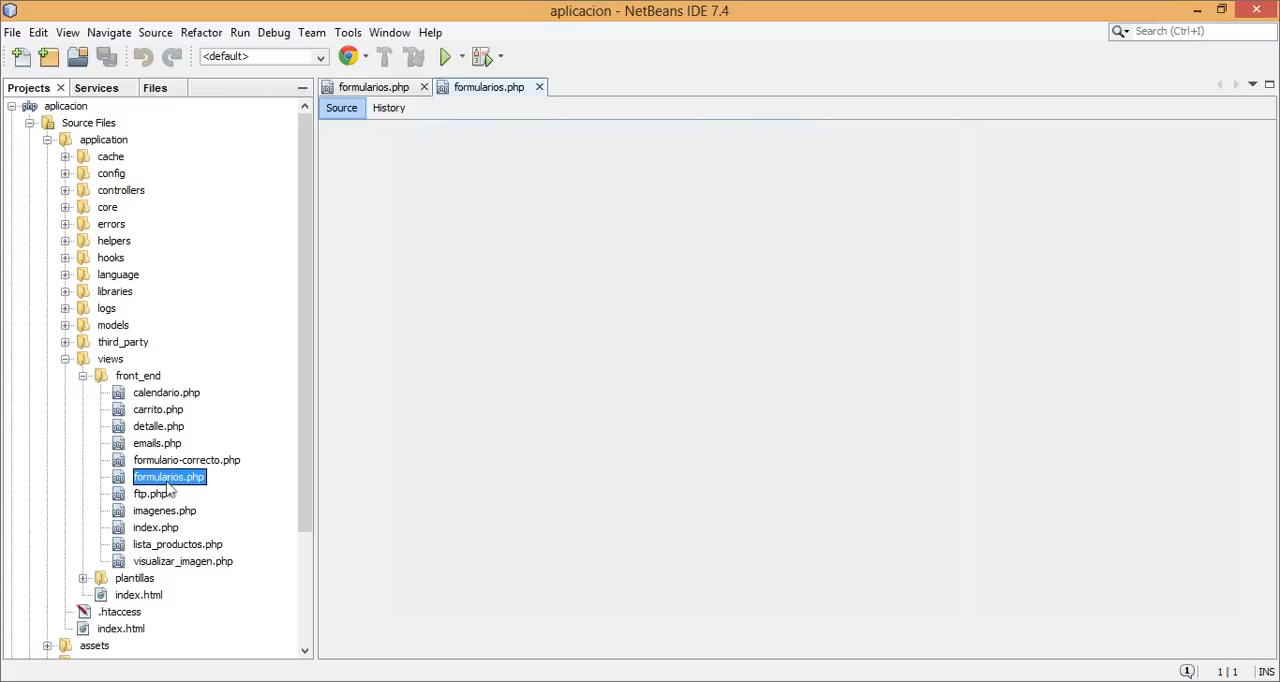 aplicacion - NetBeans IDE 7.4
File Edit View Navigate Source Refactor Run Debug Team Tools Window Help
Search (Ctrl+I)
<default>
Projects Services Files
formularios.php formularios.php
Source History
aplicacion
Source Files
application
cache
config
controllers
core
errors
helpers
hooks
language
libraries
logs
models
third_party
views
front_end
calendario.php
carrito.php
detalle.php
emails.php
formulario-correcto.php
formularios.php
ftp.php
imagenes.php
index.php
lista_productos.php
visualizar_imagen.php
plantillas
index.html
.htaccess
index.html
assets
1 | 1 INS